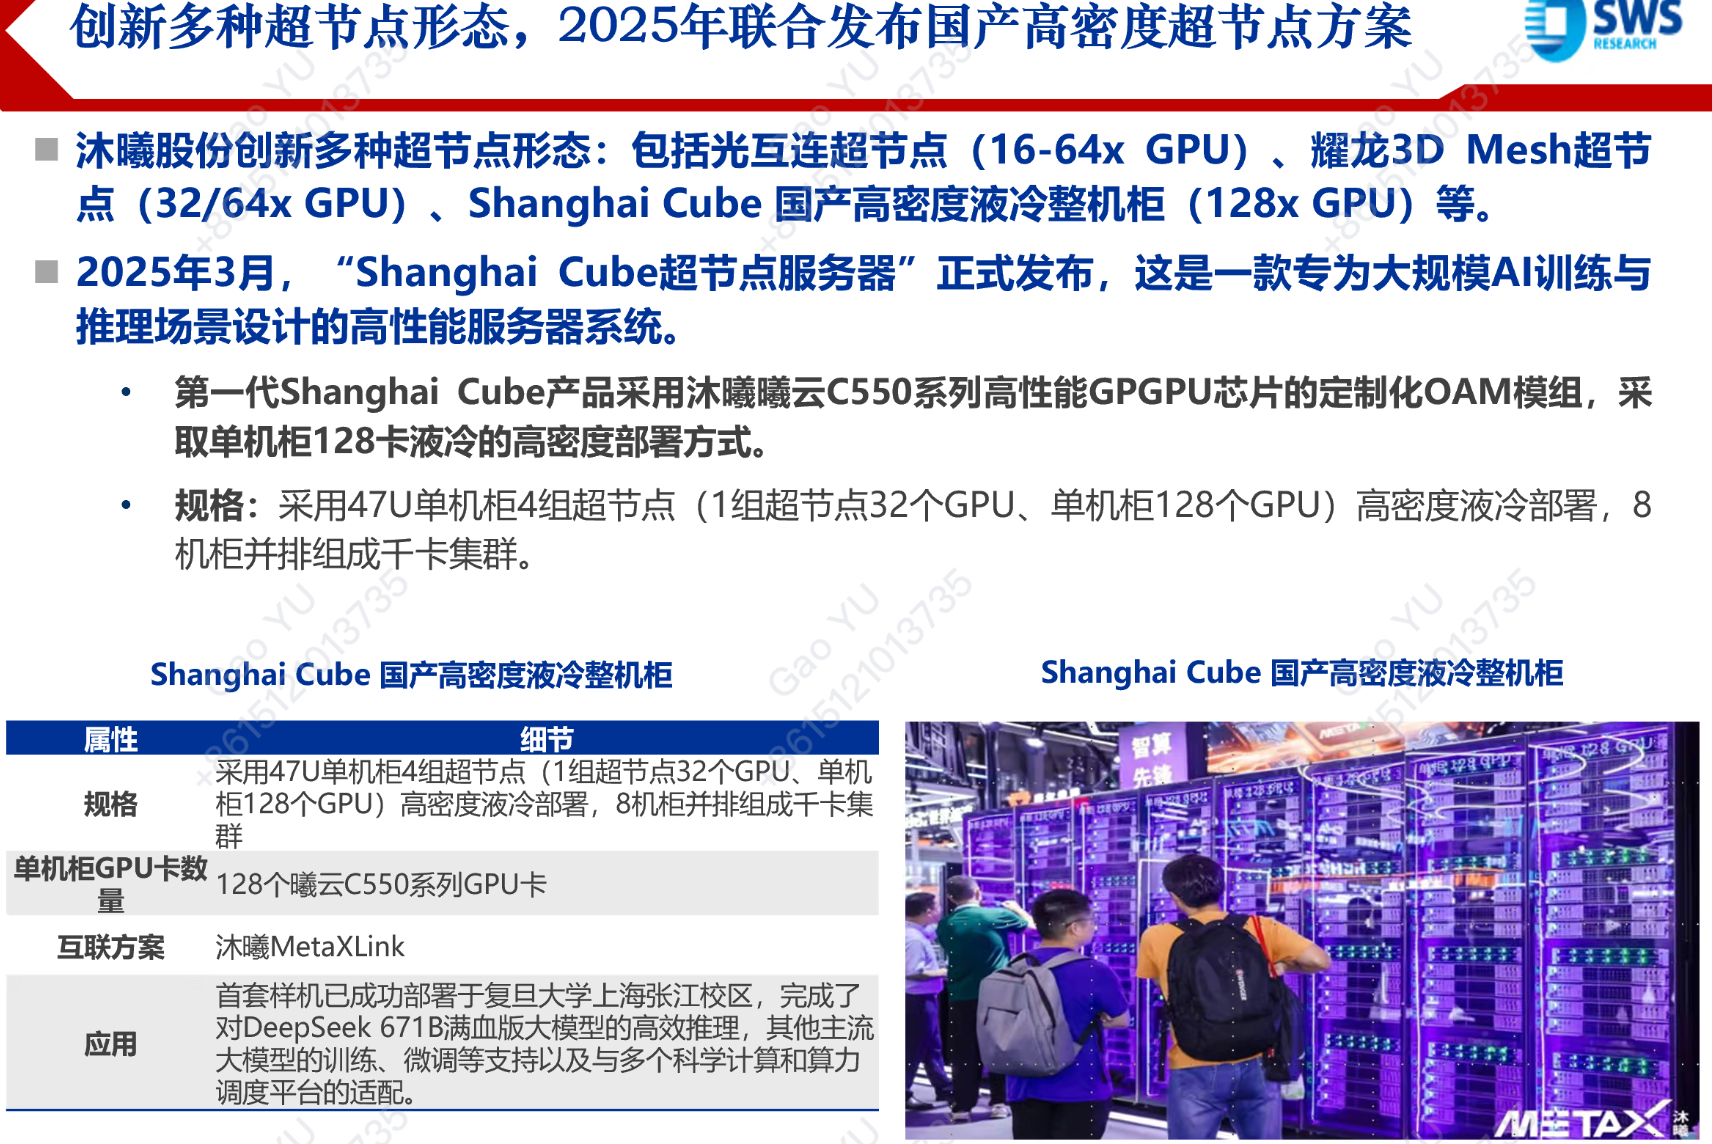 创新多种超节点形态，2025年联合发布国产高密度超节点方案
SWS
RESEARCH
■ 沐曦股份创新多种超节点形态：包括光互连超节点（16-64x GPU）、耀龙3D Mesh超节
点（32/64x GPU）、Shanghai Cube 国产高密度液冷整机柜（128x GPU）等。
■ 2025年3月，“Shanghai Cube超节点服务器”正式发布，这是一款专为大规模AI训练与
推理场景设计的高性能服务器系统。
• 第一代Shanghai Cube产品采用沐曦曦云C550系列高性能GPGPU芯片的定制化OAM模组，采
取单机柜128卡液冷的高密度部署方式。
• 规格：采用47U单机柜4组超节点（1组超节点32个GPU、单机柜128个GPU）高密度液冷部署，8
机柜并排组成千卡集群。
Shanghai Cube 国产高密度液冷整机柜
属性 细节
规格 采用47U单机柜4组超节点（1组超节点32个GPU、单机
柜128个GPU）高密度液冷部署，8机柜并排组成千卡集
群
单机柜GPU卡数
量
128个曦云C550系列GPU卡
互联方案 沐曦MetaXLink
应用 首套样机已成功部署于复旦大学上海张江校区，完成了
对DeepSeek 671B满血版大模型的高效推理，其他主流
大模型的训练、微调等支持以及与多个科学计算和算力
调度平台的适配。
Shanghai Cube 国产高密度液冷整机柜
智算
先锋
METAX
单柜 128 GPU
单柜 128 GPU
METAX 沐曦
Gao YU
+8615121013735
Gao YU
+8615121013735
Gao YU
+8615121013735
Gao YU
+8615121013735
Gao YU
+8615121013735
Gao YU
+8615121013735